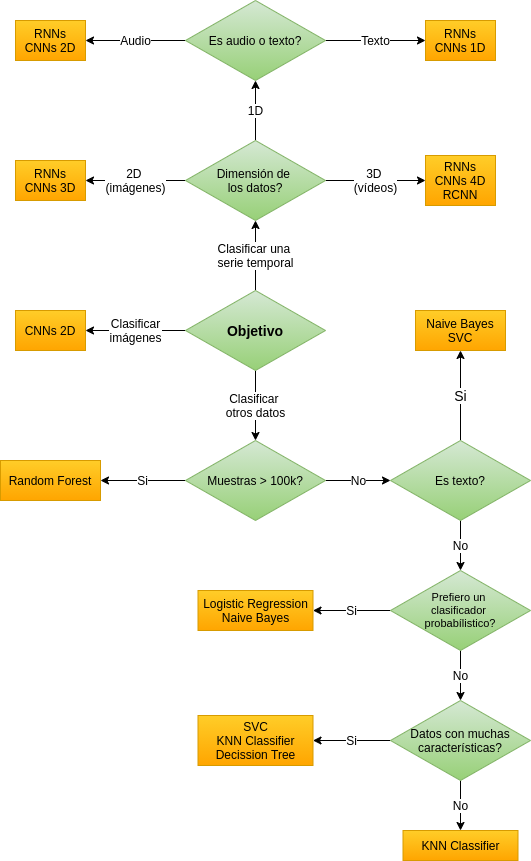 RNNs
CNNs 2D
Audio
Es audio o texto?
Texto
RNNs
CNNs 1D
1D
RNNs
CNNs 3D
2D
(imágenes)
Dimensión de
los datos?
3D
(vídeos)
RNNs
CNNs 4D
RCNN
Clasificar una
serie temporal
CNNs 2D
Clasificar
imágenes
Objetivo
Naive Bayes
SVC
Clasificar
otros datos
Si
Random Forest
Si
Muestras > 100k?
No
Es texto?
No
Logistic Regression
Naive Bayes
Si
Prefiero un
clasificador
probabílistico?
No
SVC
KNN Classifier
Decission Tree
Si
Datos con muchas
características?
No
KNN Classifier